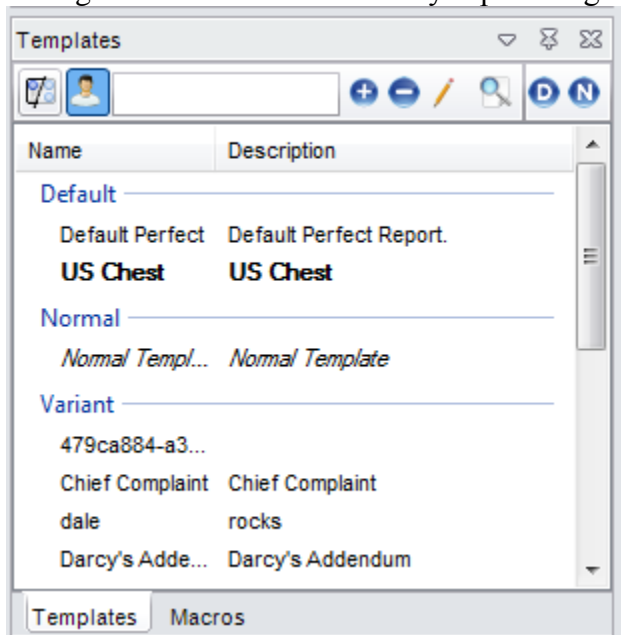 Templates
D N
Name Description
Default
Default Perfect Default Perfect Report.
US Chest US Chest
Normal
Normal Templ... Normal Template
Variant
479ca884-a3...
Chief Complaint Chief Complaint
dale rocks
Darcy's Adde... Darcy's Addendum
Templates Macros